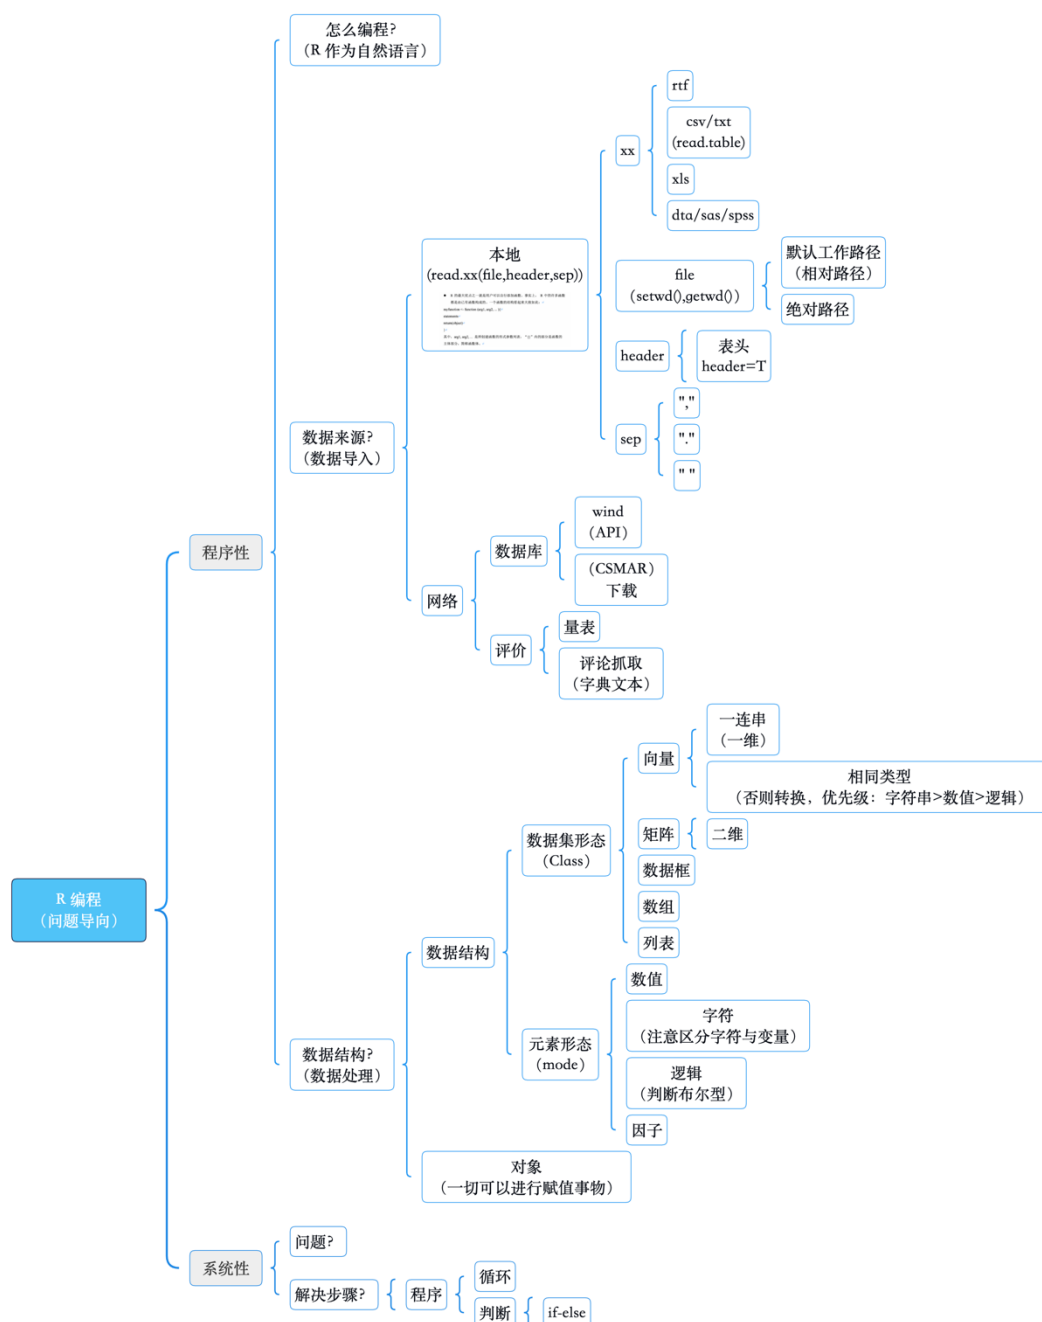 怎么编程?
(R 作为自然语言)
rtf
csv/txt
(read.table)
xx
xls
dta/sas/spss
本地
(read.xx(file,header,sep))
file
(setwd(),getwd())
默认工作路径
(相对路径)
绝对路径
header
表头
header=T
sep
","
"."
" "
数据来源?
(数据导入)
wind
(API)
数据库
(CSMAR)
下载
网络
量表
评价
评论抓取
(字典文本)
程序性
一连串
(一维)
向量
相同类型
(否则转换，优先级：字符串>数值>逻辑)
数据集形态
(Class)
矩阵
二维
数据框
数组
列表
R 编程
(问题导向)
数据结构
数值
字符
(注意区分字符与变量)
元素形态
(mode)
数据结构?
(数据处理)
逻辑
(判断布尔型)
因子
对象
(一切可以进行赋值事物)
问题?
系统性
循环
解决步骤?
程序
判断
if-else